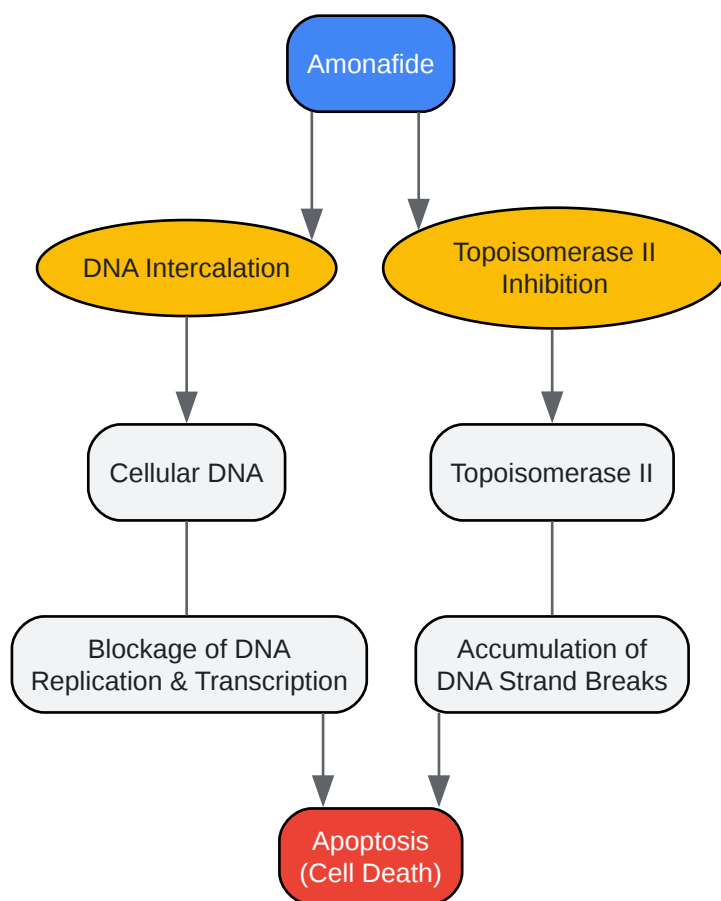 Amonafide
DNA Intercalation
Topoisomerase II
Inhibition
Cellular DNA
Topoisomerase II
Blockage of DNA
Replication & Transcription
Accumulation of
DNA Strand Breaks
Apoptosis
(Cell Death)